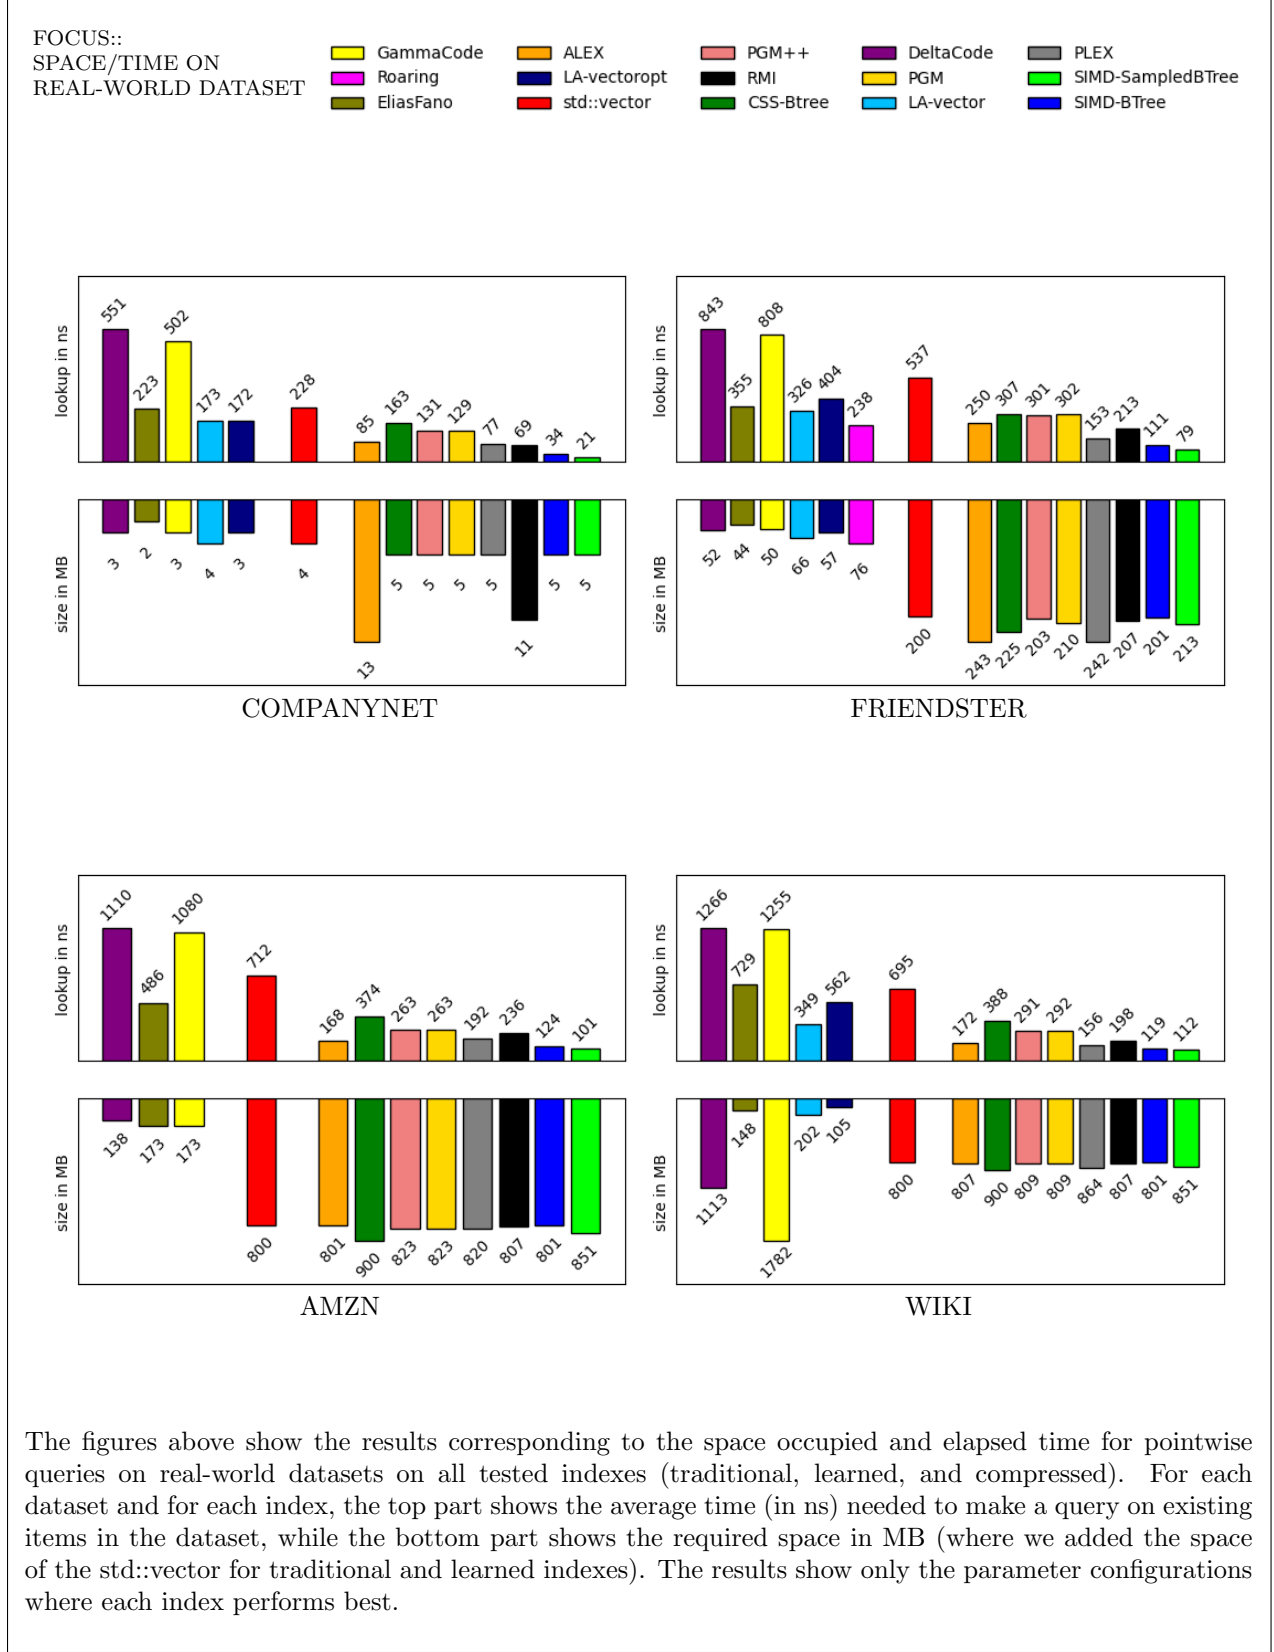 FOCUS::
SPACE/TIME ON
REAL-WORLD DATASET
GammaCode ALEX PGM++ DeltaCode PLEX
Roaring LA-vectoropt RMI PGM SIMD-SampledBTree
EliasFano std::vector CSS-Btree LA-vector SIMD-BTree
lookup in ns
551 223 502 173 172 228 85 163 131 129 77 69 34 21
size in MB
3 2 3 4 3 4 13 5 5 5 5 11 5 5
COMPANYNET
lookup in ns
843 355 808 326 404 238 537 250 307 301 302 153 213 111 79
size in MB
52 44 50 66 57 76 200 243 225 203 210 242 207 201 213
FRIENDSTER
lookup in ns
1110 486 1080 712 168 374 263 263 192 236 124 101
size in MB
138 173 173 800 801 900 823 823 820 807 801 851
AMZN
lookup in ns
1266 729 1255 349 562 695 172 388 291 292 156 198 119 112
size in MB
1113 148 1782 202 105 800 807 900 809 809 864 807 801 851
WIKI
The figures above show the results corresponding to the space occupied and elapsed time for pointwise
queries on real-world datasets on all tested indexes (traditional, learned, and compressed). For each
dataset and for each index, the top part shows the average time (in ns) needed to make a query on existing
items in the dataset, while the bottom part shows the required space in MB (where we added the space
of the std::vector for traditional and learned indexes). The results show only the parameter configurations
where each index performs best.